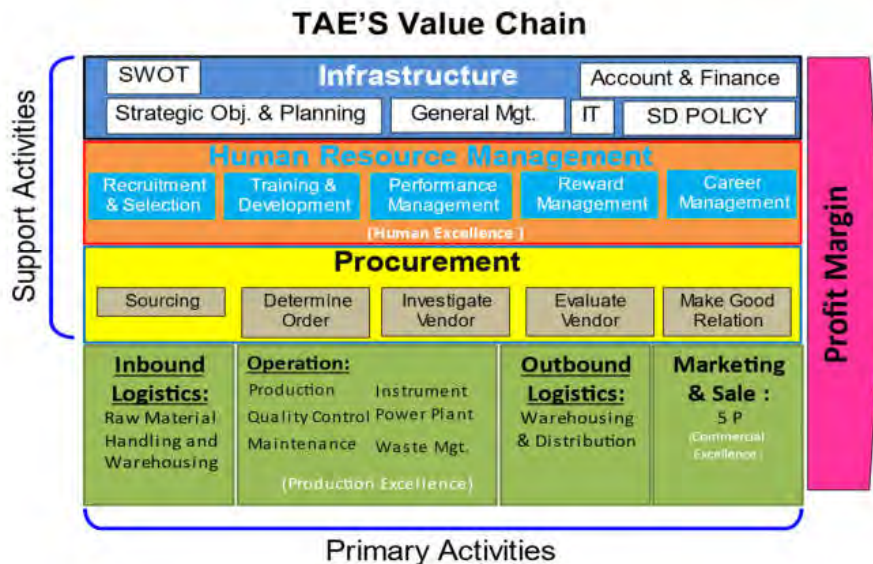 TAE'S Value Chain
Support Activities
SWOT
Infrastructure
Account & Finance
Strategic Obj. & Planning
General Mgt.
IT
SD POLICY
Human Resource Management
Recruitment
& Selection
Training &
Development
Performance
Management
Reward
Management
Career
Management
(Human Excellence )
Procurement
Sourcing
Determine
Order
Investigate
Vendor
Evaluate
Vendor
Make Good
Relation
Inbound
Logistics:
Raw Material
Handling and
Warehousing
Operation:
Production
Instrument
Quality Control
Power Plant
Maintenance
Waste Mgt.
(Production Excellence)
Outbound
Logistics:
Warehousing
& Distribution
Marketing
& Sale :
5 P
(Commercial
Excellence )
Profit Margin
Primary Activities